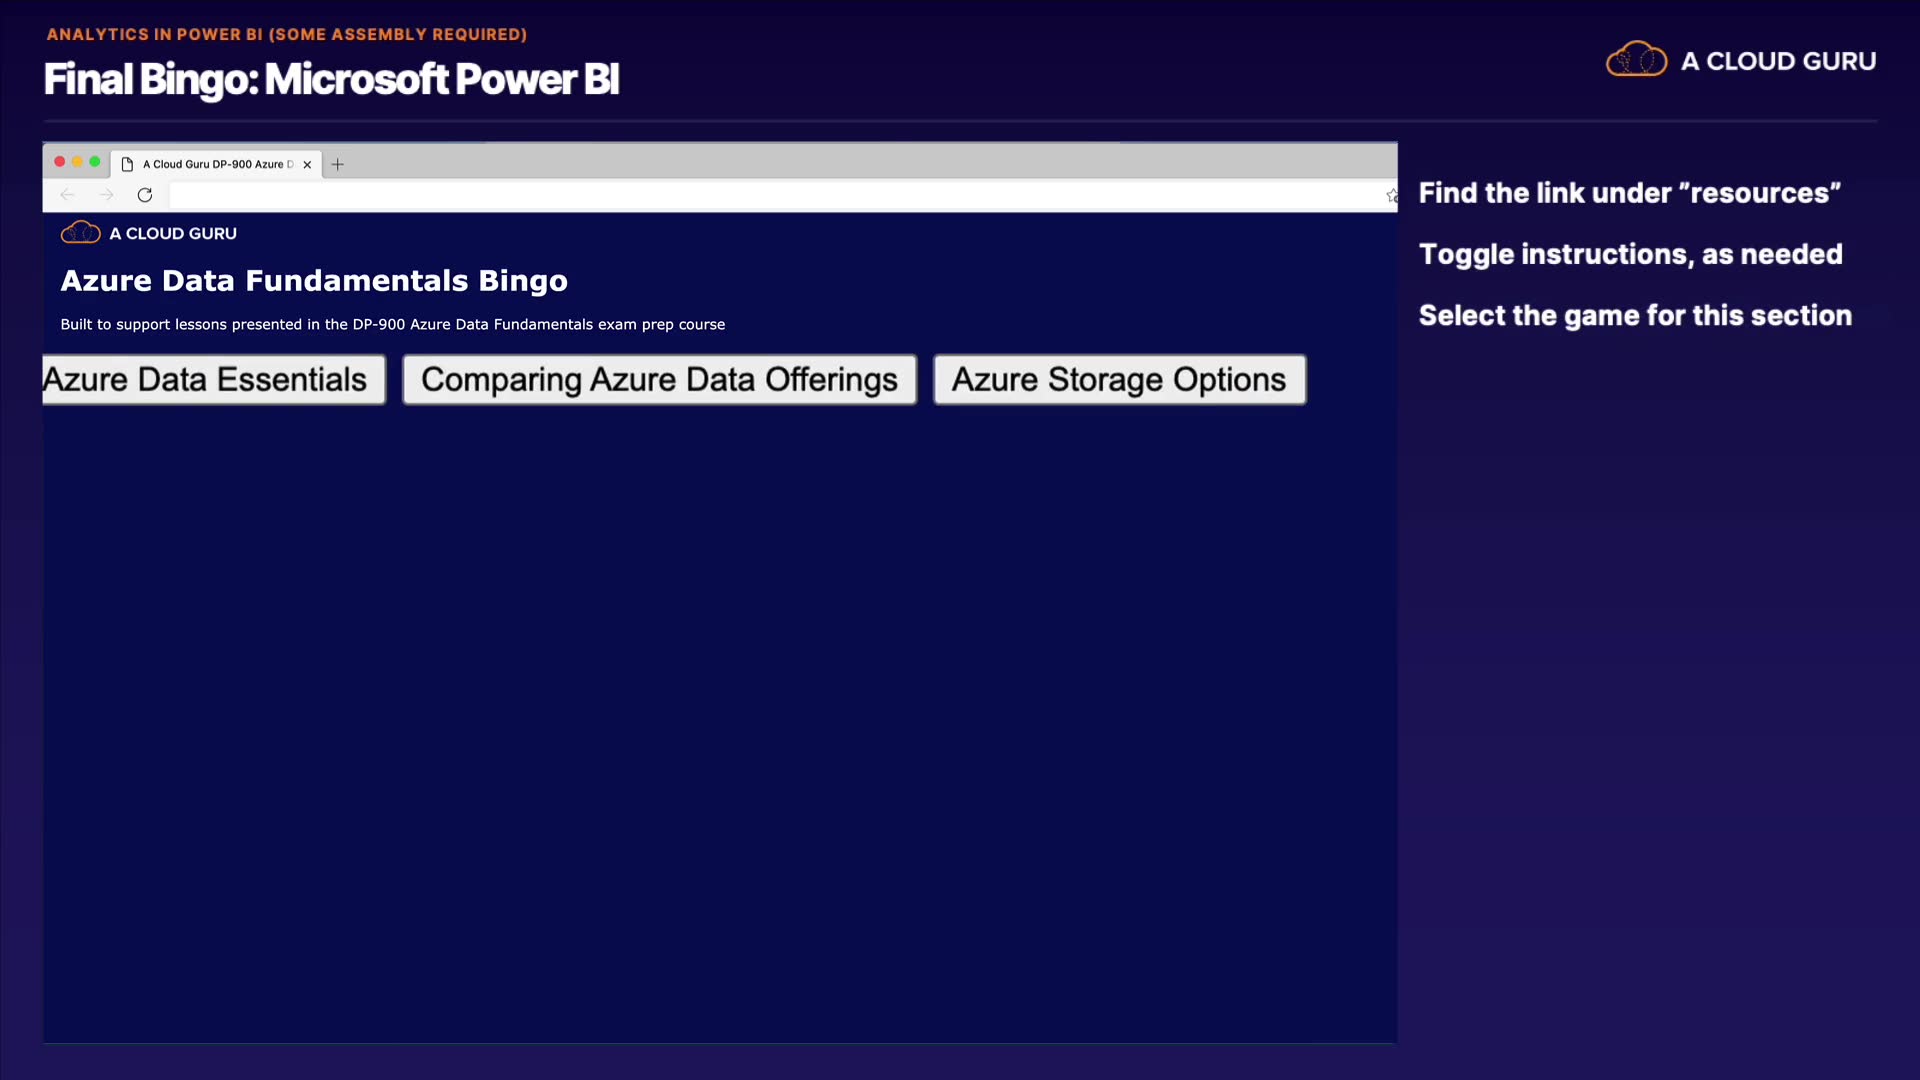 ANALYTICS IN POWER BI (SOME ASSEMBLY REQUIRED)
Final Bingo: Microsoft Power BI
A CLOUD GURU
A Cloud Guru DP-900 Azure D
A CLOUD GURU
Azure Data Fundamentals Bingo
Built to support lessons presented in the DP-900 Azure Data Fundamentals exam prep course
Azure Data Essentials
Comparing Azure Data Offerings
Azure Storage Options
Find the link under "resources"
Toggle instructions, as needed
Select the game for this section